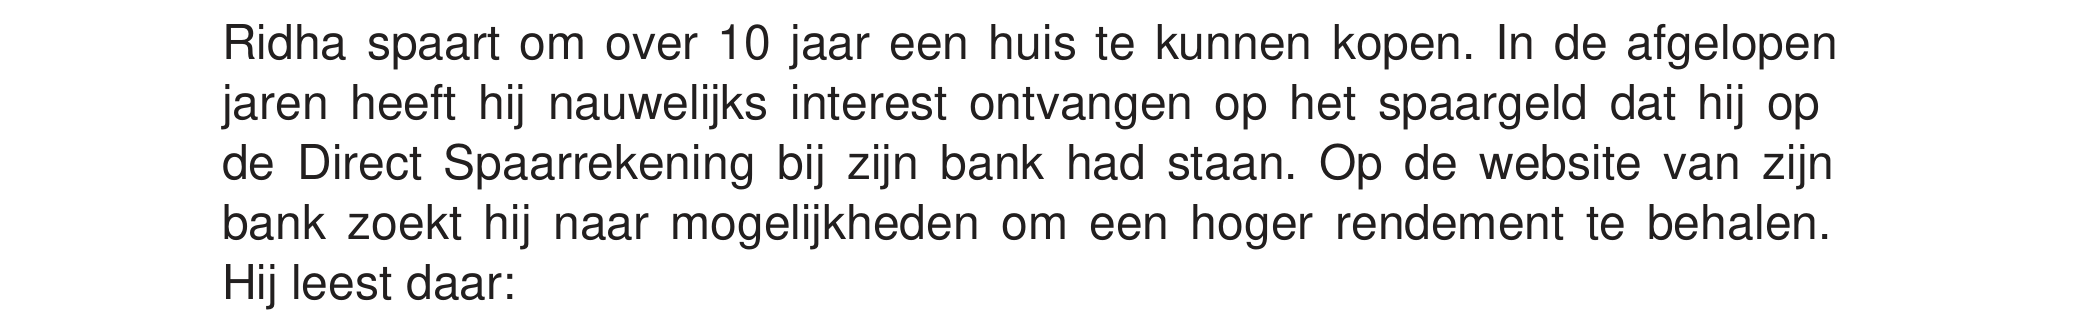 Ridha spaart om over 10 jaar een huis te kunnen kopen. In de afgelopen
jaren heeft hij nauwelijks interest ontvangen op het spaargeld dat hij op
de Direct Spaarrekening bij zijn bank had staan. Op de website van zijn
bank zoekt hij naar mogelijkheden om een hoger rendement te behalen.
Hij leest daar: